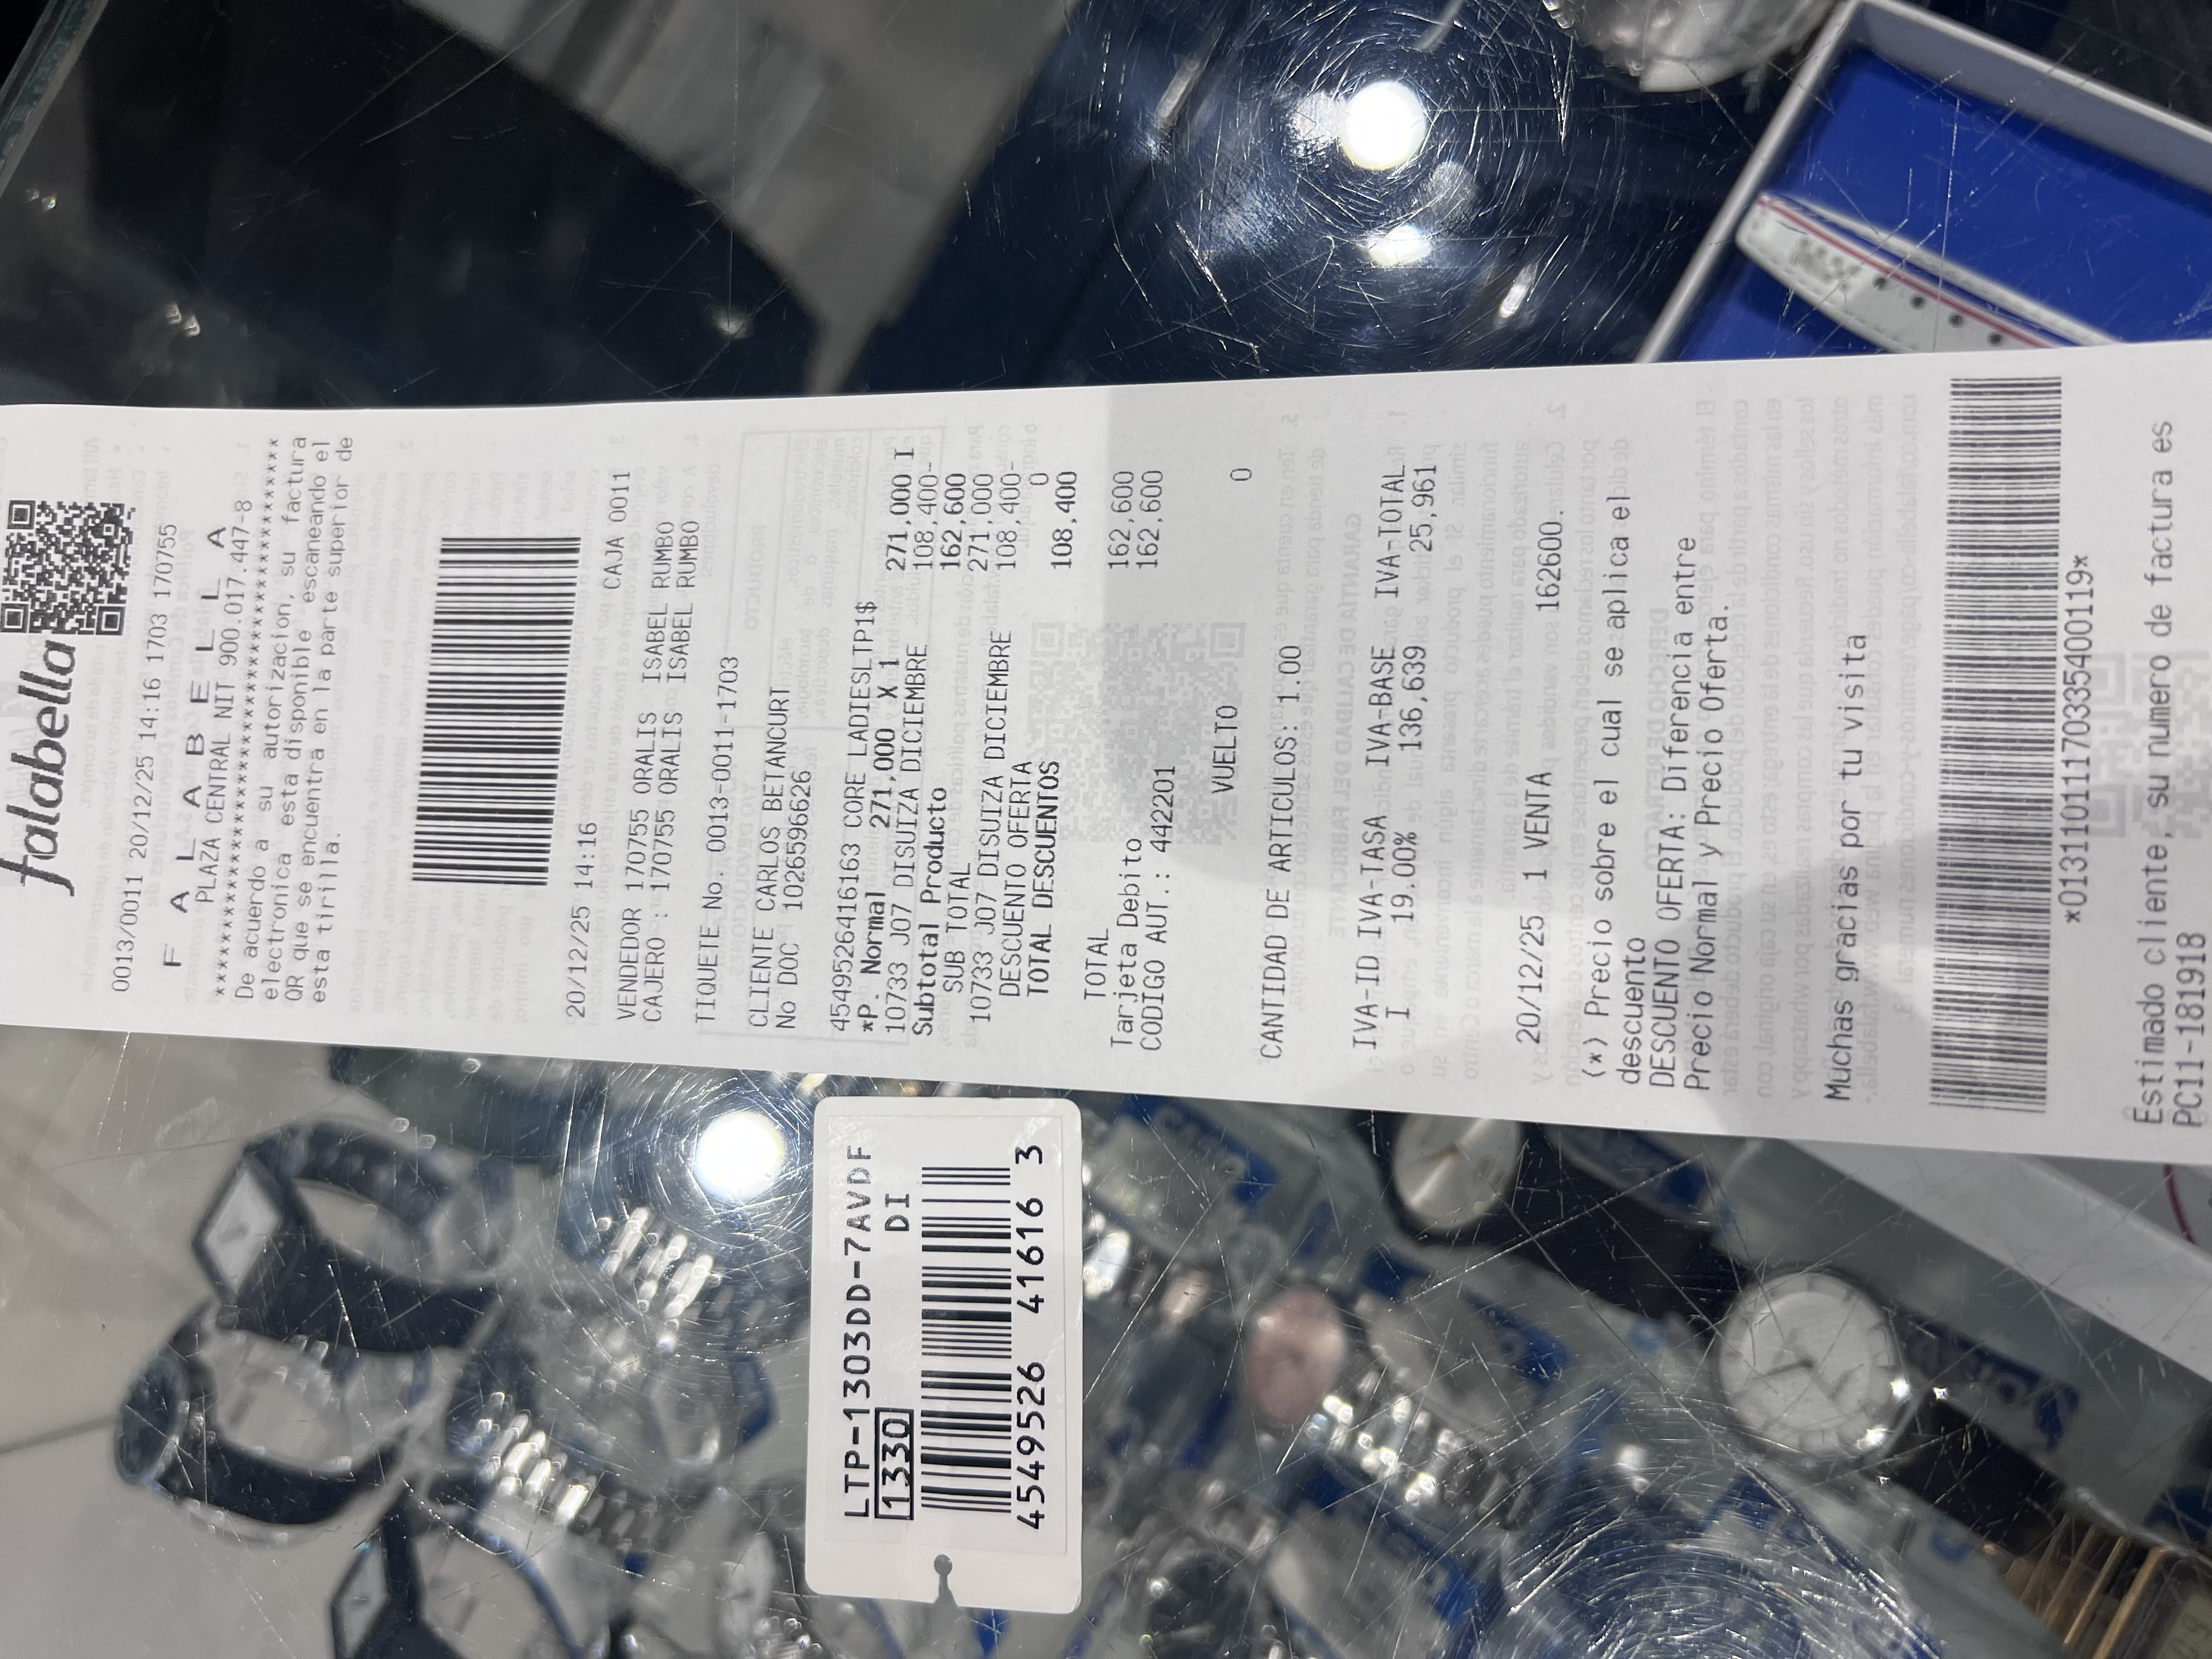 falabella
0013/0011 20/12/25 14:16 1703 170755
F A L A B E L L A
PLAZA CENTRAL NIT 900.017.447-8
****************************************
De acuerdo a su autorizacion, su factura
electronica esta disponible escaneando el
QR que se encuentra en la parte superior de
esta tirilla.
20/12/25 14:16 CAJA 0011
VENDEDOR 170755 ORALIS ISABEL RUMBO
CAJERO : 170755 ORALIS ISABEL RUMBO
TIQUETE No. 0013-0011-1703
CLIENTE CARLOS BETANCURT
No DOC 1026596626
4549526416163 CORE LADIESLTP1$
*P. Normal 271,000 X 1 271,000 I
10733 JO7 DISUIZA DICIEMBRE 108,400-
Subtotal Producto 162,600
SUB TOTAL 271,000
10733 JO7 DISUIZA DICIEMBRE 108,400-
DESCUENTO OFERTA 0
TOTAL DESCUENTOS 108,400
TOTAL 162,600
Tarjeta Debito 162,600
CODIGO AUT.: 442201
VUELTO 0
CANTIDAD DE ARTICULOS: 1.00
IVA-ID IVA-TASA IVA-BASE IVA-TOTAL
I 19.00% 136,639 25,961
20/12/25 1 VENTA 162600.
(*) Precio sobre el cual se aplica el
descuento
DESCUENTO OFERTA: Diferencia entre
Precio Normal y Precio Oferta.
Muchas gracias por tu visita
*01311011170335400119*
Estimado cliente, su numero de factura es
PC11-181918
LTP-1303DD-7AVDF
1330 DI
4549526 41616 3